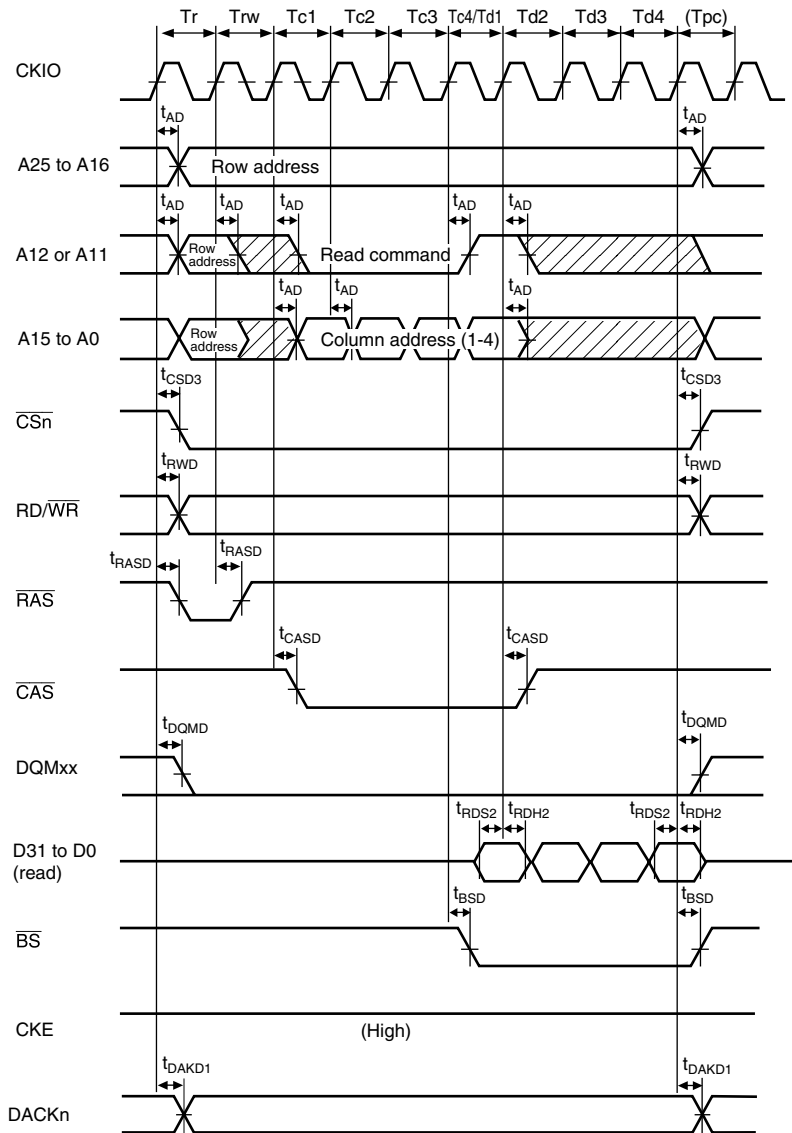 Tr Trw Tc1 Tc2 Tc3 Tc4/Td1 Td2 Td3 Td4 (Tpc)
CKIO
tAD tAD
A25 to A16 Row address
tAD tAD tAD tAD tAD
A12 or A11 Row address Read command
tAD tAD tAD
A15 to A0 Row address Column address (1-4)
tCSD3 tCSD3
CSn
tRWD tRWD
RD/WR
tRASD tRASD
RAS
tCASD tCASD
CAS
tDQMD tDQMD
DQMxx
tRDS2 tRDH2 tRDS2 tRDH2
D31 to D0
(read)
tBSD tBSD
BS
CKE (High)
tDAKD1 tDAKD1
DACKn